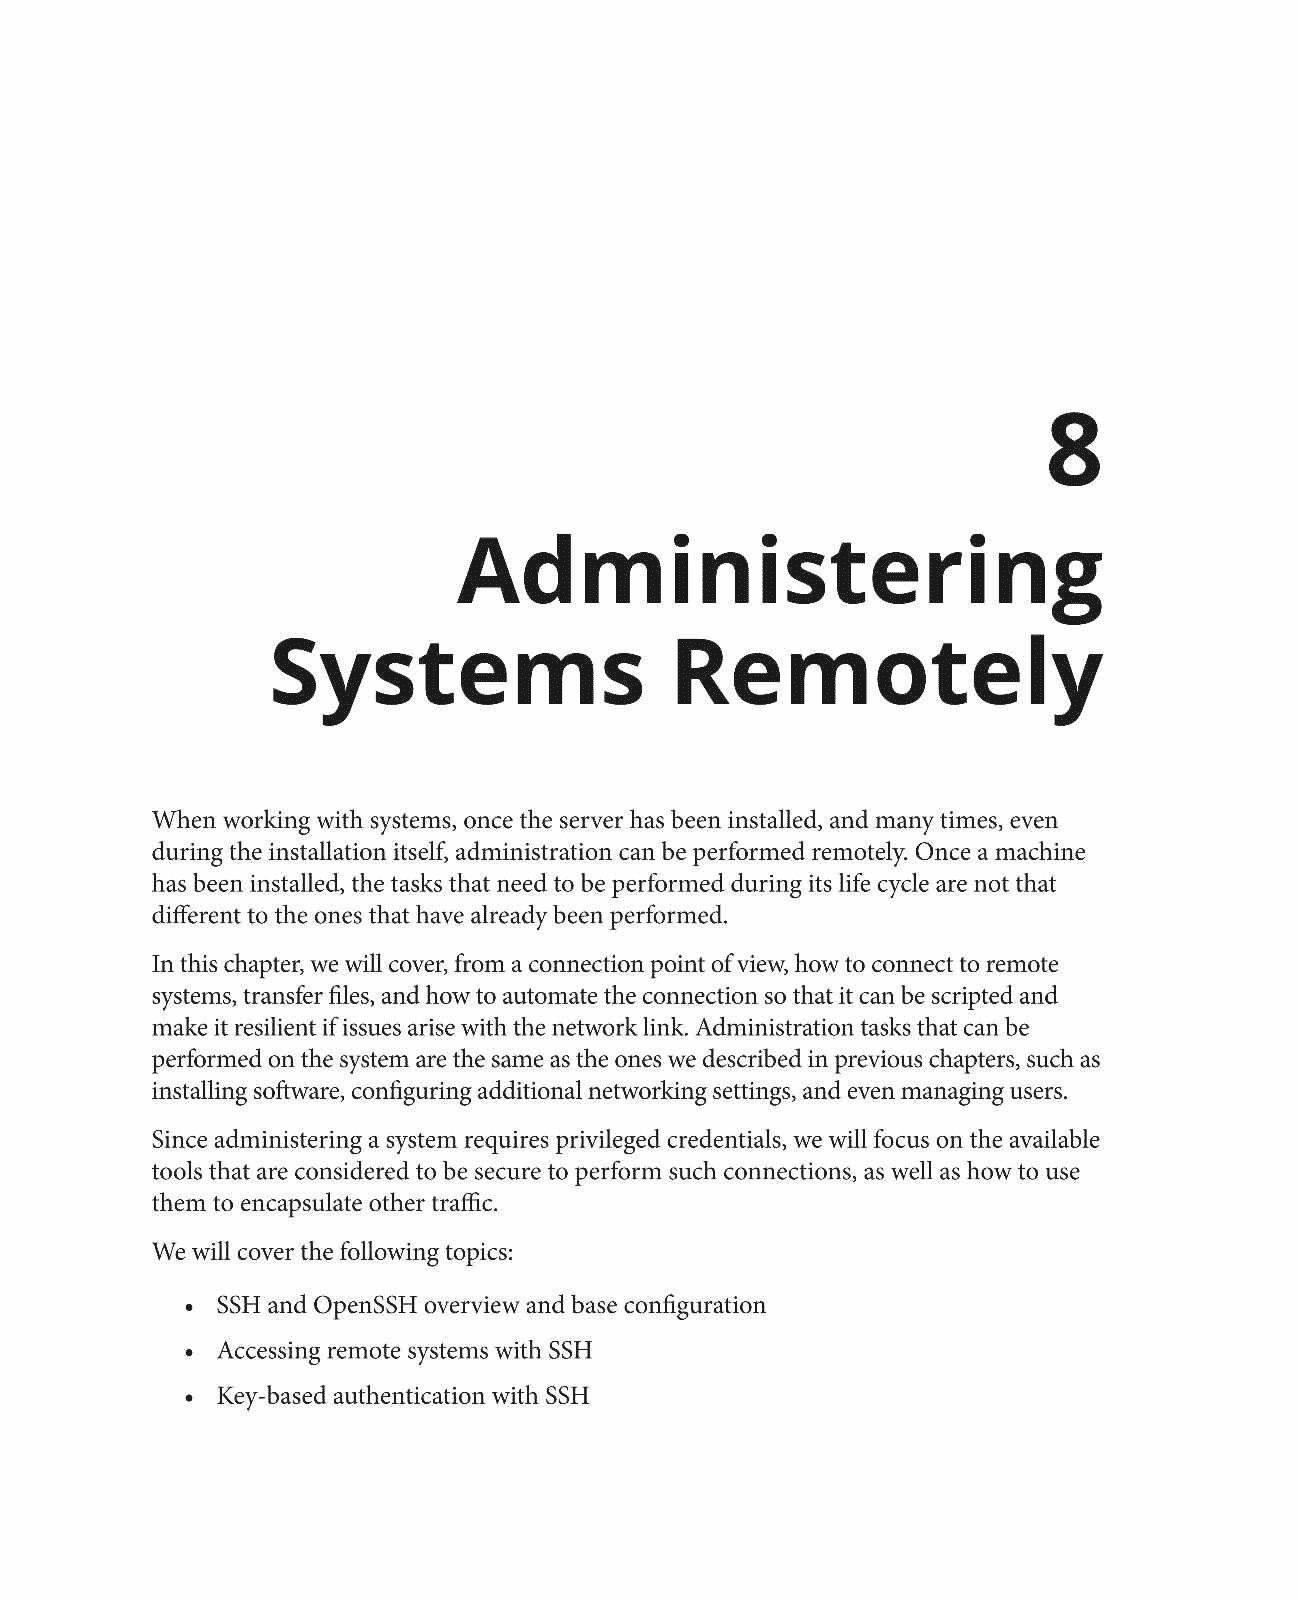 8
Administering
Systems Remotely
When working with systems, once the server has been installed, and many times, even
during the installation itself, administration can be performed remotely. Once a machine
has been installed, the tasks that need to be performed during its life cycle are not that
different to the ones that have already been performed.
In this chapter, we will cover, from a connection point of view, how to connect to remote
systems, transfer files, and how to automate the connection so that it can be scripted and
make it resilient if issues arise with the network link. Administration tasks that can be
performed on the system are the same as the ones we described in previous chapters, such as
installing software, configuring additional networking settings, and even managing users.
Since administering a system requires privileged credentials, we will focus on the available
tools that are considered to be secure to perform such connections, as well as how to use
them to encapsulate other traffic.
We will cover the following topics:
• SSH and OpenSSH overview and base configuration
• Accessing remote systems with SSH
• Key-based authentication with SSH